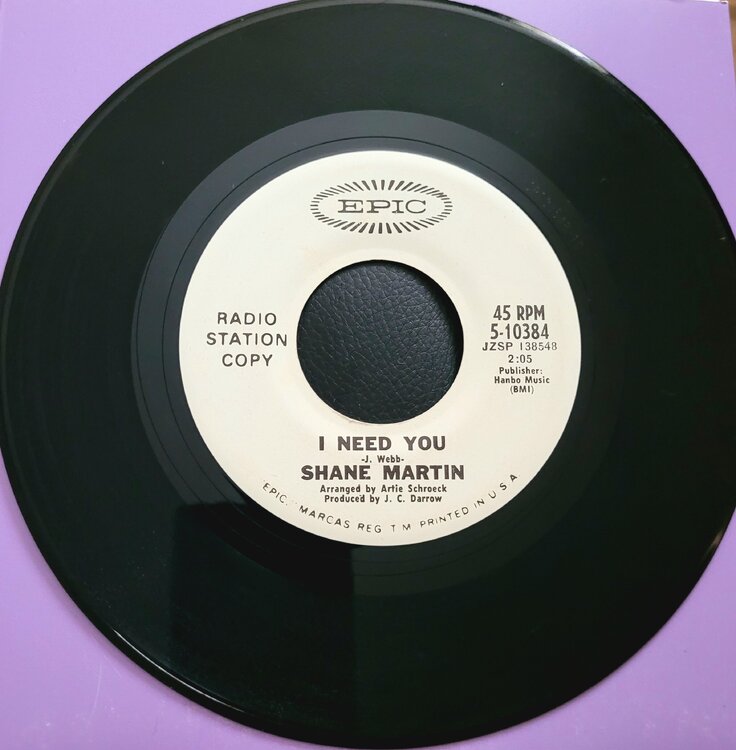 EPIC
RADIO
STATION
COPY
45 RPM
5-10384
JZSP 138548
2:05
Publisher:
Hanbo Music
(BMI)
I NEED YOU
-J. Webb-
SHANE MARTIN
Arranged by Artie Schroeck
Produced by J. C. Darrow
EPIC, MARCAS REG. T M PRINTED IN U.S.A.